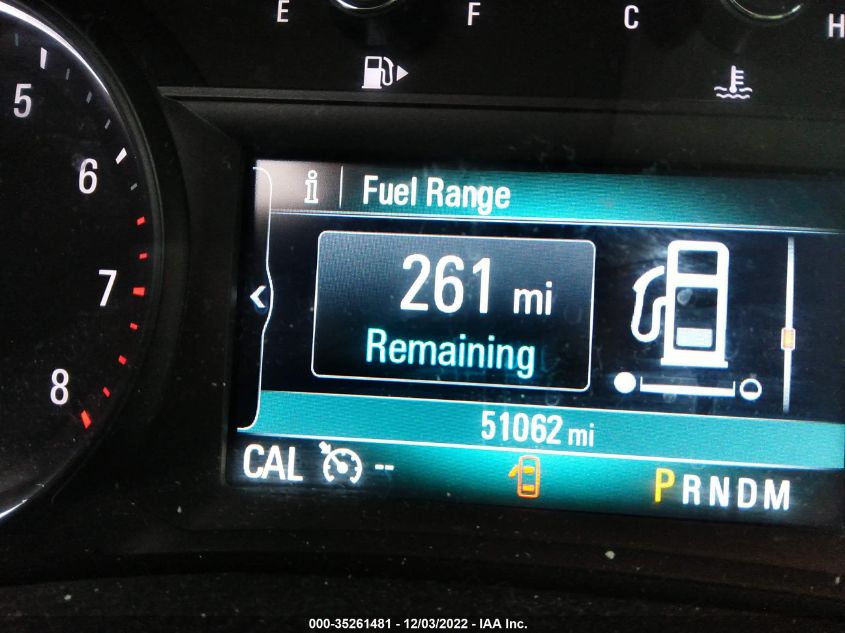 E F C H
5
6
7
8
i Fuel Range
261 mi
Remaining
51062 mi
CAL -- PRNDM
000-35261481 - 12/03/2022 - IAA Inc.